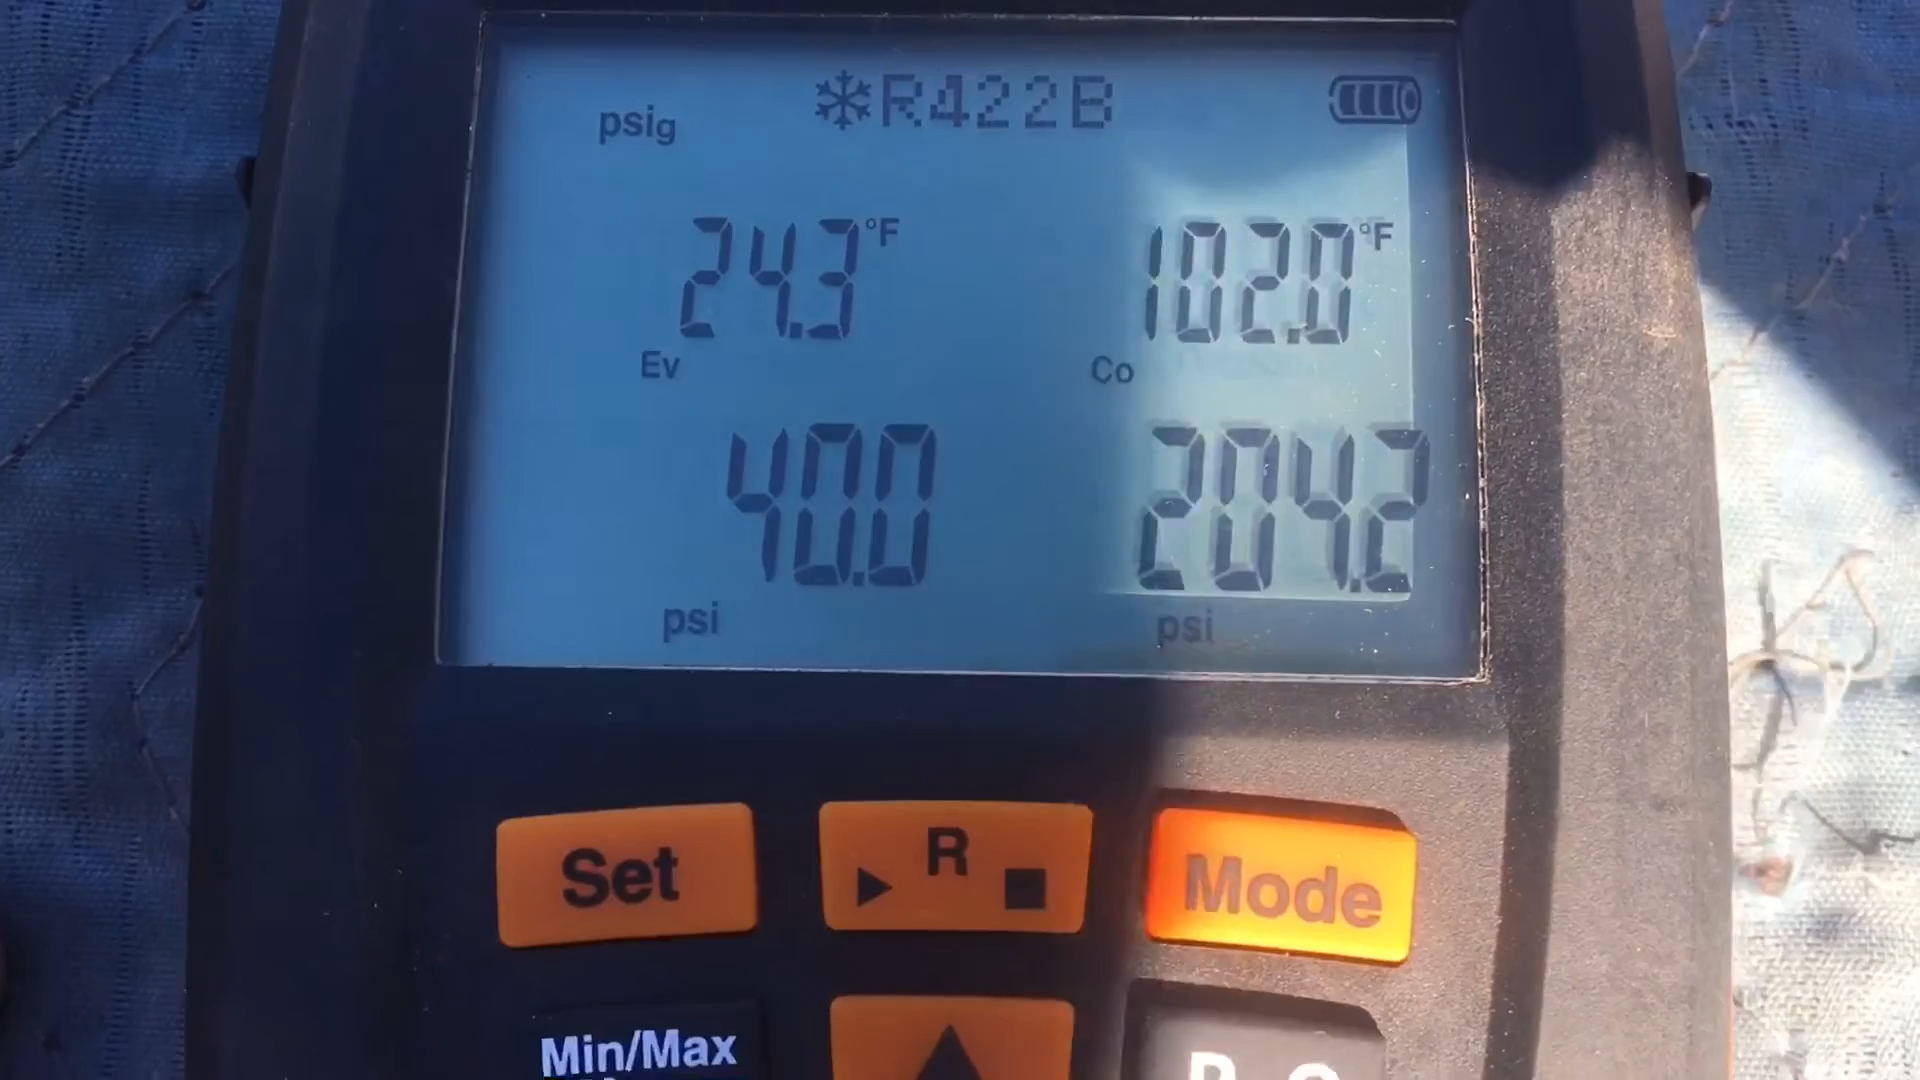 psig R422B
24.3 °F 102.0 °F
Ev Co
40.0 204.2
psi psi
Set R Mode
Min/Max